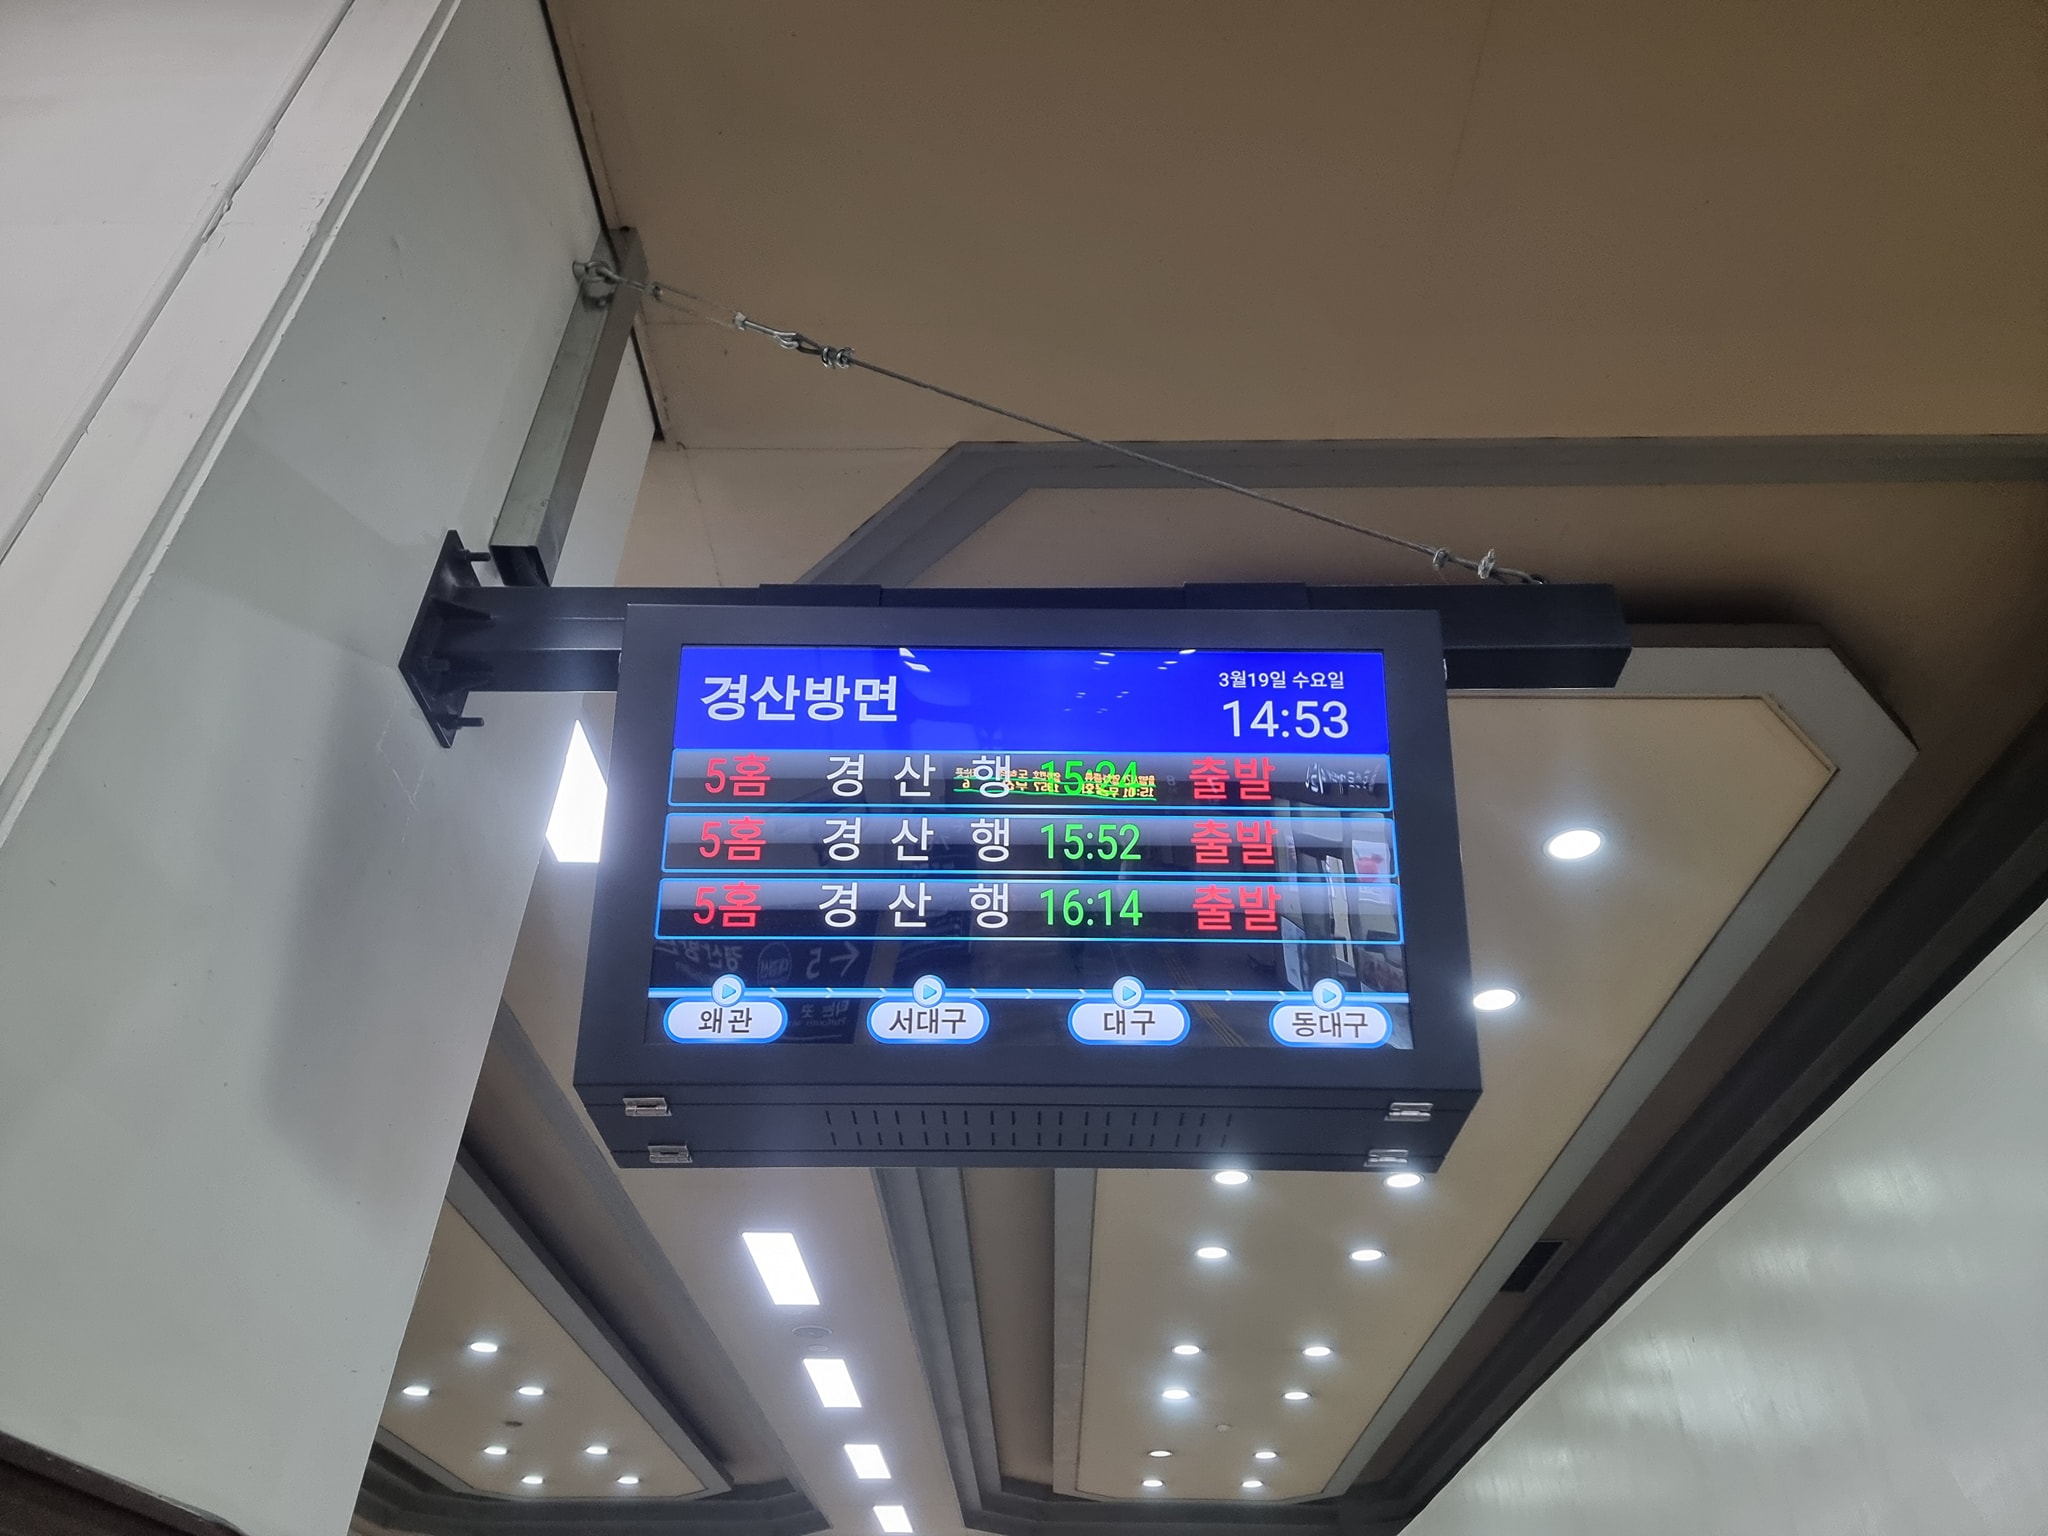 경산방면
3월19일 수요일
14:53
5홈 경 산 행 15:24 출발
5홈 경 산 행 15:52 출발
5홈 경 산 행 16:14 출발
왜관 서대구 대구 동대구